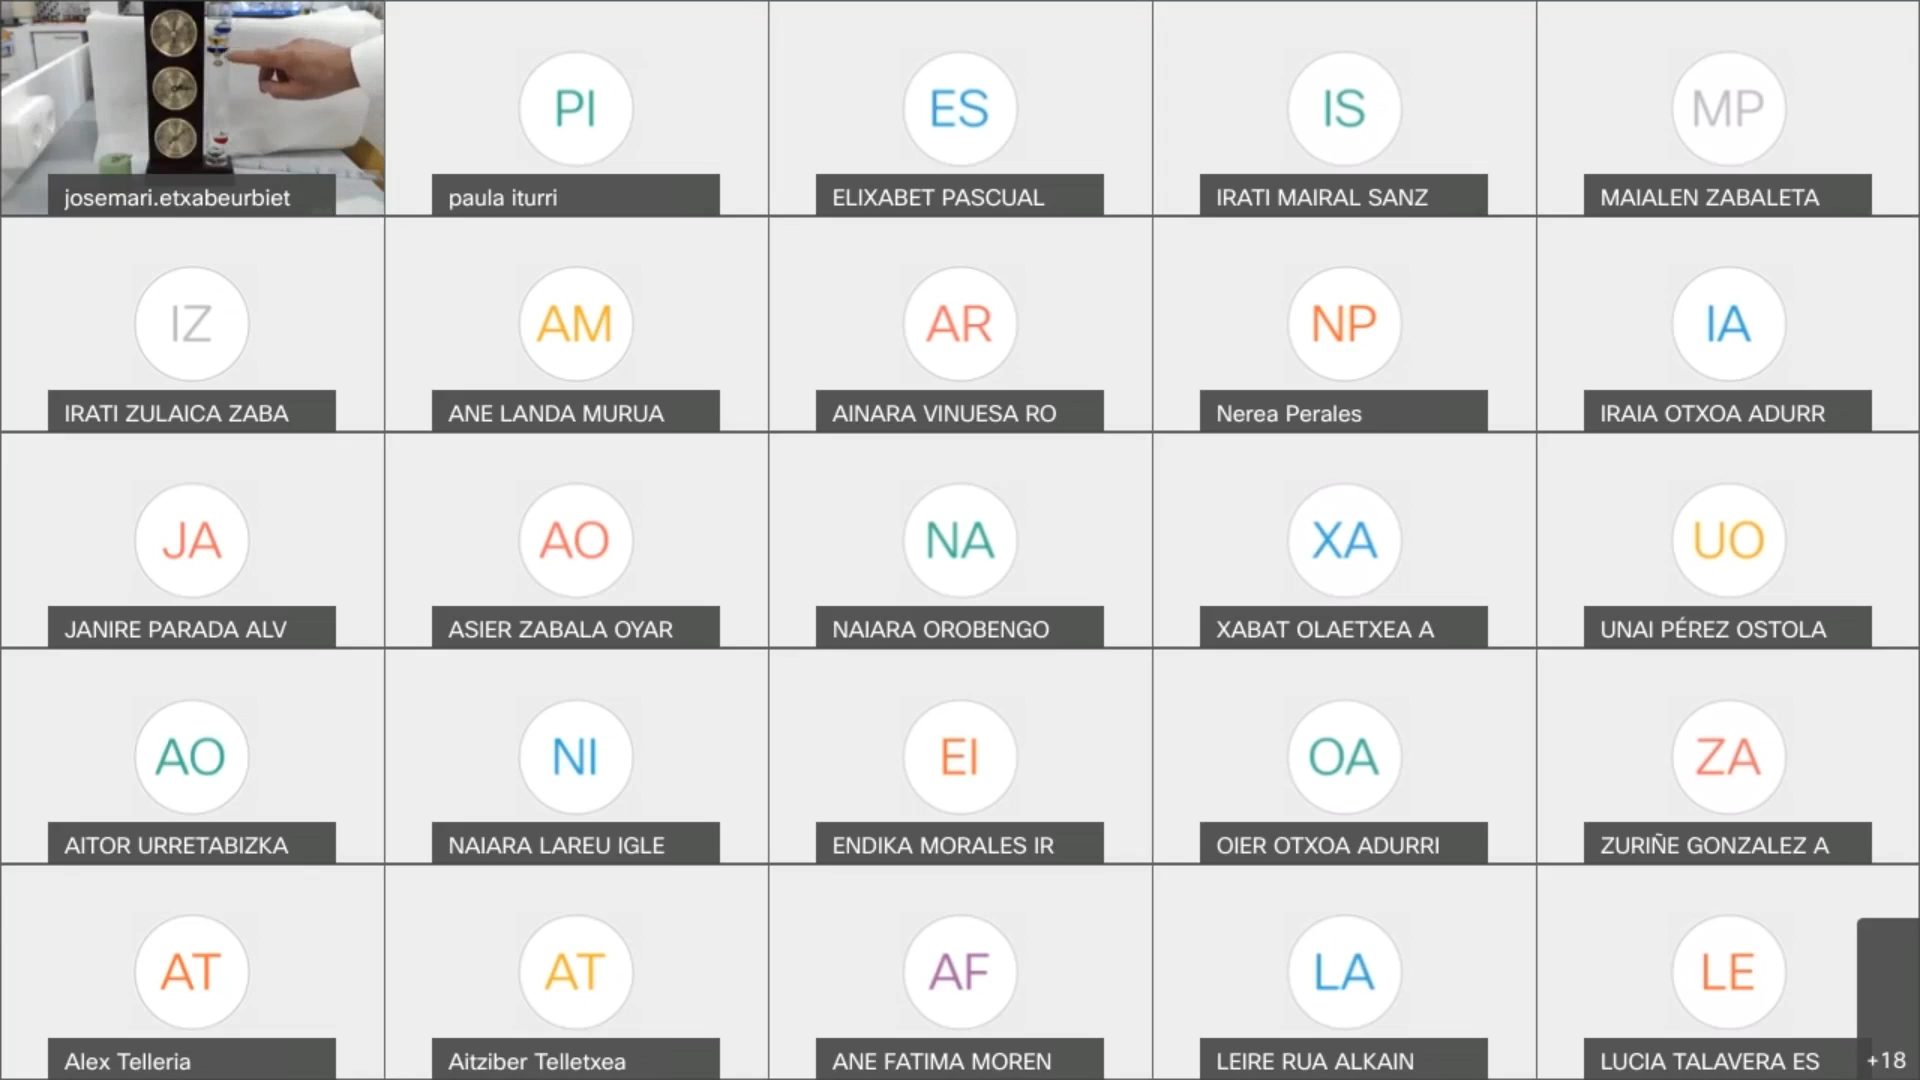 josemari.etxabeurbiet
PI
paula iturri
ES
ELIXABET PASCUAL
IS
IRATI MAIRAL SANZ
MP
MAIALEN ZABALETA
IZ
IRATI ZULAICA ZABA
AM
ANE LANDA MURUA
AR
AINARA VINUESA RO
NP
Nerea Perales
IA
IRAIA OTXOA ADURR
JA
JANIRE PARADA ALV
AO
ASIER ZABALA OYAR
NA
NAIARA OROBENGO
XA
XABAT OLAETXEA A
UO
UNAI PÉREZ OSTOLA
AO
AITOR URRETABIZKA
NI
NAIARA LAREU IGLE
EI
ENDIKA MORALES IR
OA
OIER OTXOA ADURRI
ZA
ZURIÑE GONZALEZ A
AT
Alex Telleria
AT
Aitziber Telletxea
AF
ANE FATIMA MOREN
LA
LEIRE RUA ALKAIN
LE
LUCIA TALAVERA ES
+18